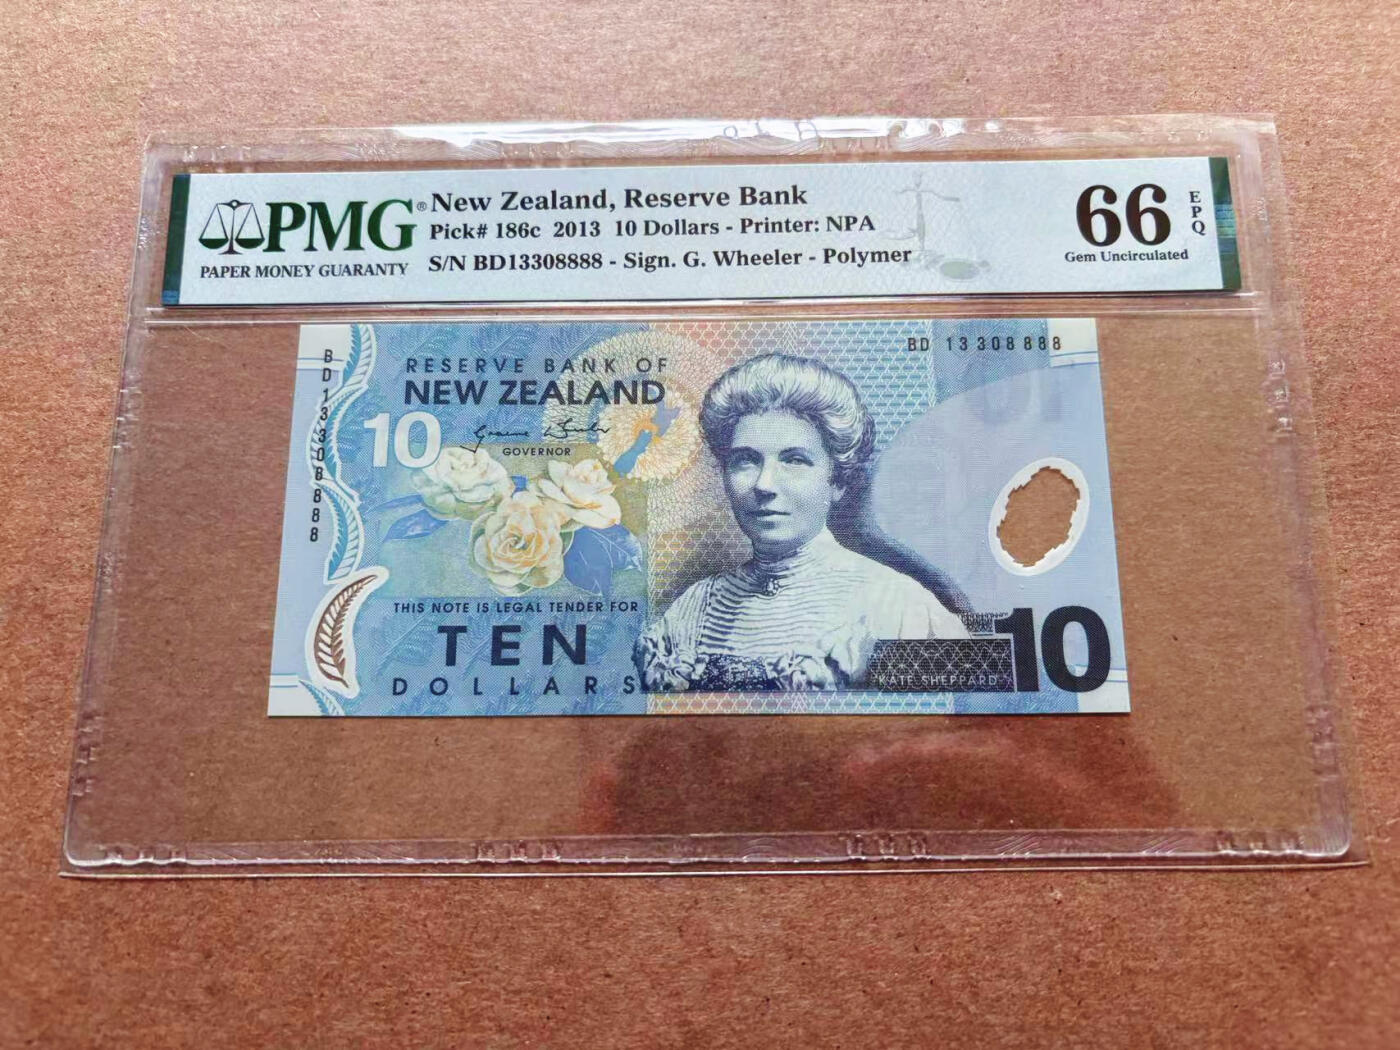 PMG®
PAPER MONEY GUARANTY
New Zealand, Reserve Bank
Pick# 186c 2013 10 Dollars - Printer: NPA
S/N BD13308888 - Sign. G. Wheeler - Polymer
66
EPQ
Gem Uncirculated
BD13308888
RESERVE BANK OF
NEW ZEALAND
BD 13308888
10
Graeme Wheeler
GOVERNOR
THIS NOTE IS LEGAL TENDER FOR
TEN
DOLLARS
KATE SHEPPARD
10